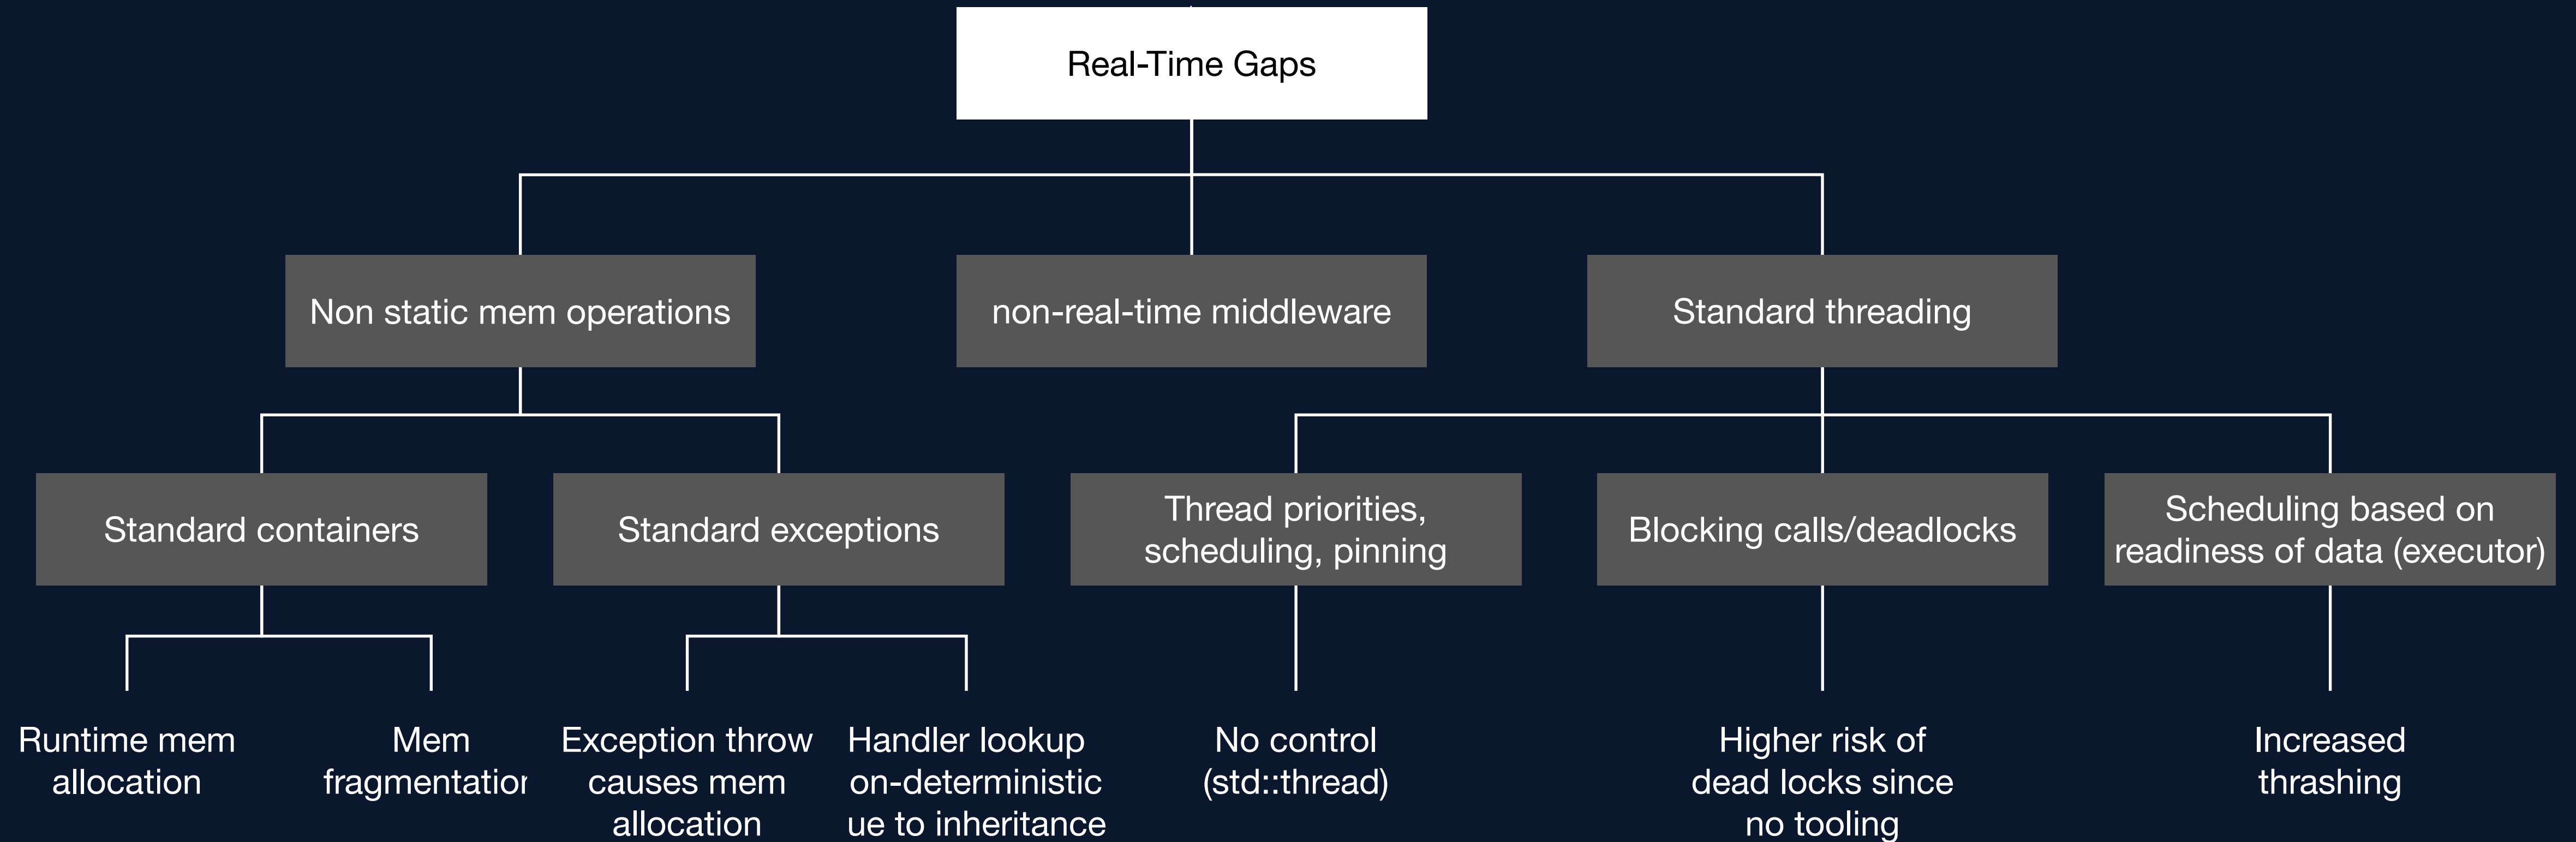 Real-Time Gaps
Non static mem operations
non-real-time middleware
Standard threading
Standard containers
Standard exceptions
Thread priorities,
scheduling, pinning
Blocking calls/deadlocks
Scheduling based on
readiness of data (executor)
Runtime mem
allocation
Mem
fragmentation
Exception throw
causes mem
allocation
Handler lookup
on-deterministic
ue to inheritance
No control
(std::thread)
Higher risk of
dead locks since
no tooling
Increased
thrashing